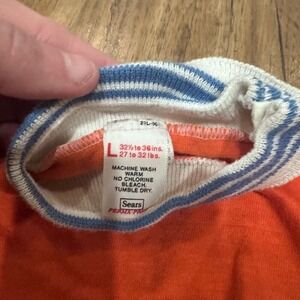 L 32½ to 36 ins.
27 to 32 lbs.
MACHINE WASH
WARM
NO CHLORINE
BLEACH.
TUMBLE DRY.
Sears